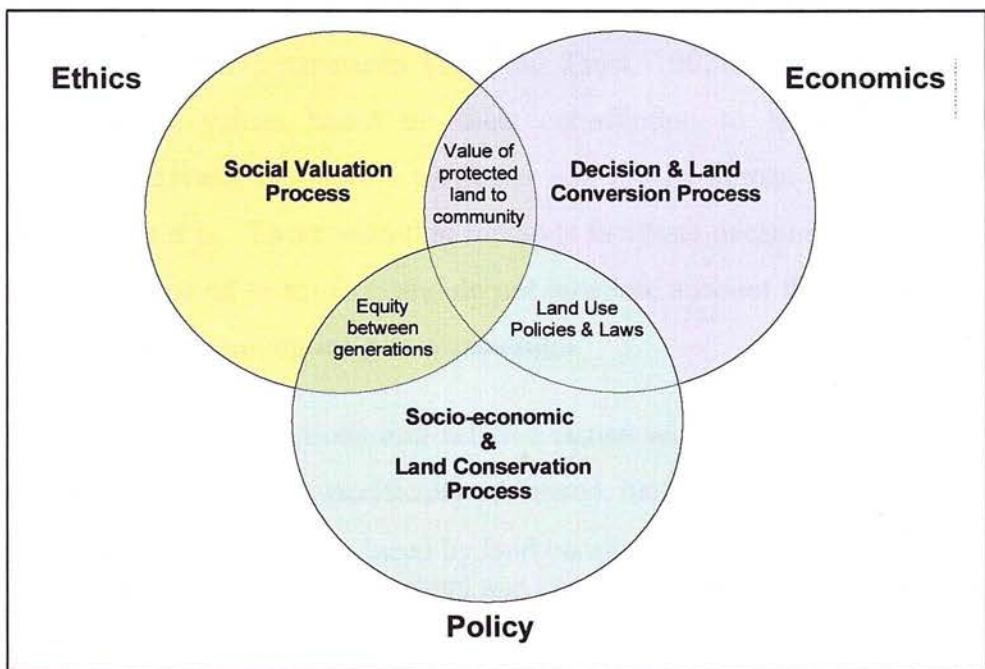 Ethics
Economics
Social Valuation
Process
Value of
protected
land to
community
Decision & Land
Conversion Process
Equity
between
generations
Land Use
Policies & Laws
Socio-economic
&
Land Conservation
Process
Policy